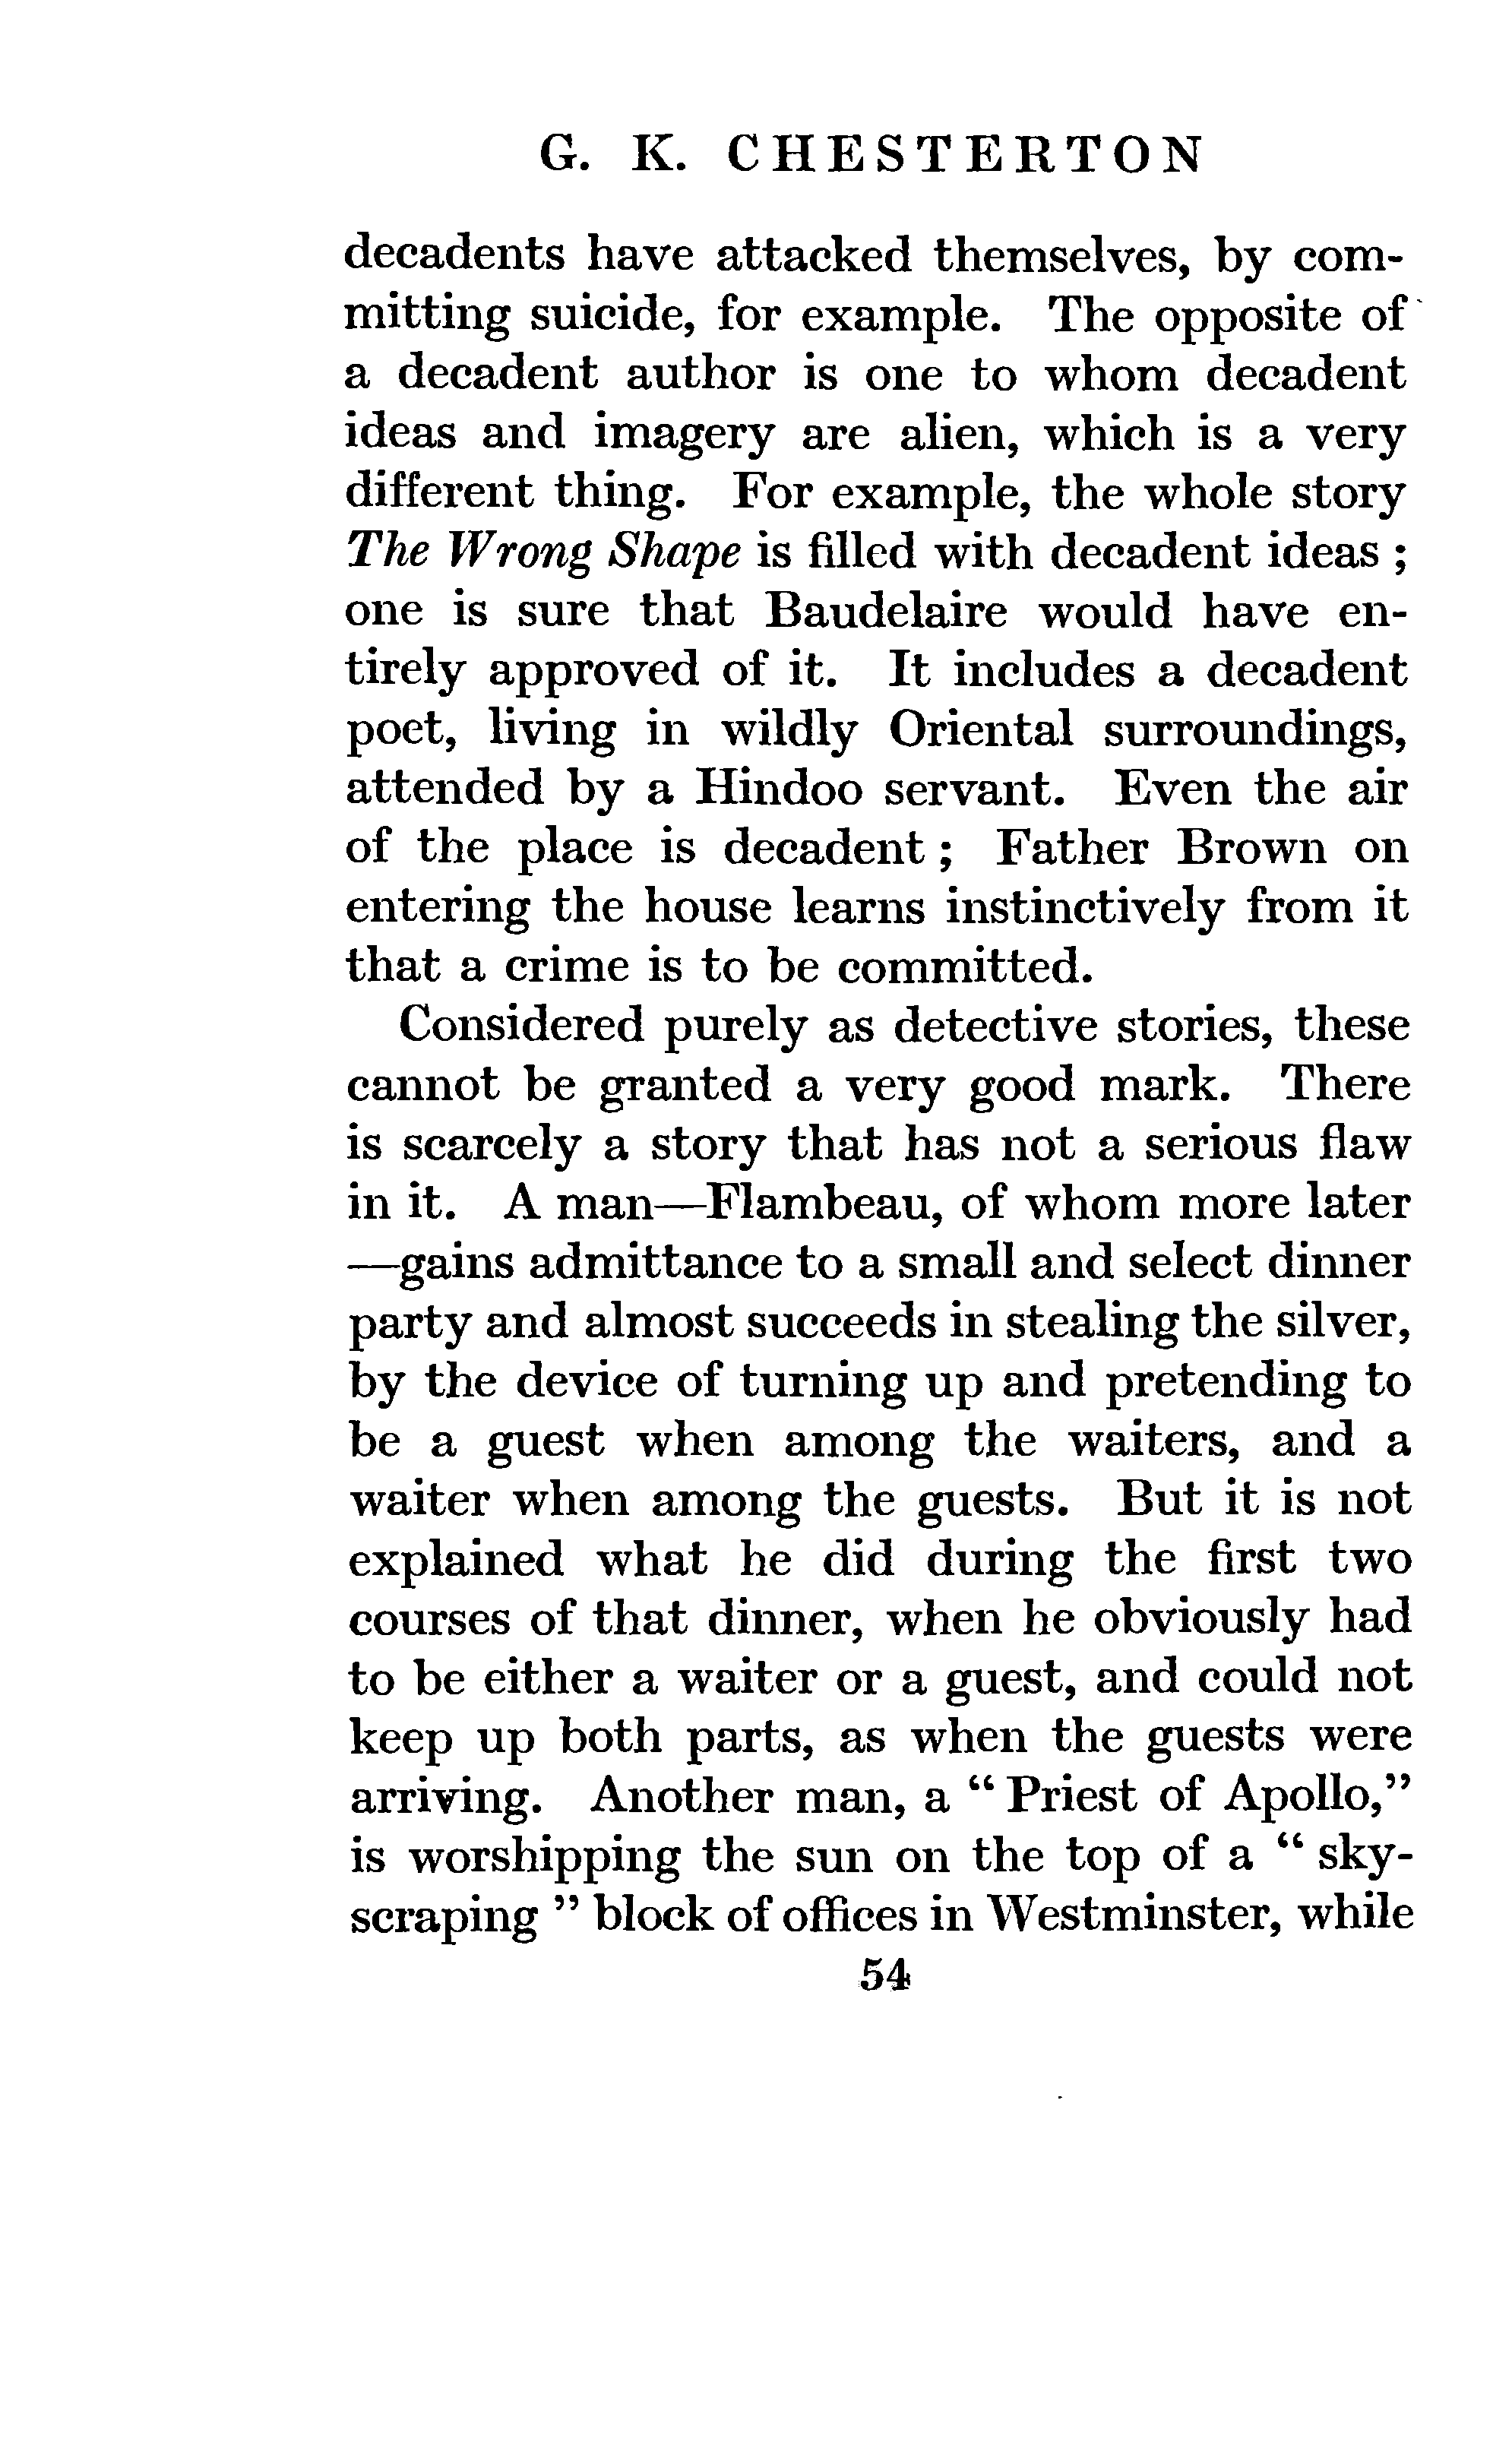 G. K. CHESTERTON
decadents have attacked themselves, by com-
mitting suicide, for example. The opposite of
a decadent author is one to whom decadent
ideas and imagery are alien, which is a very
different thing. For example, the whole story
The Wrong Shape is filled with decadent ideas ;
one is sure that Baudelaire would have en-
tirely approved of it. It includes a decadent
poet, living in wildly Oriental surroundings,
attended by a Hindoo servant. Even the air
of the place is decadent ; Father Brown on
entering the house learns instinctively from it
that a crime is to be committed.
Considered purely as detective stories, these
cannot be granted a very good mark. There
is scarcely a story that has not a serious flaw
in it. A man—Flambeau, of whom more later
—gains admittance to a small and select dinner
party and almost succeeds in stealing the silver,
by the device of turning up and pretending to
be a guest when among the waiters, and a
waiter when among the guests. But it is not
explained what he did during the first two
courses of that dinner, when he obviously had
to be either a waiter or a guest, and could not
keep up both parts, as when the guests were
arriving. Another man, a “ Priest of Apollo,”
is worshipping the sun on the top of a “ sky-
scraping ” block of offices in Westminster, while
54